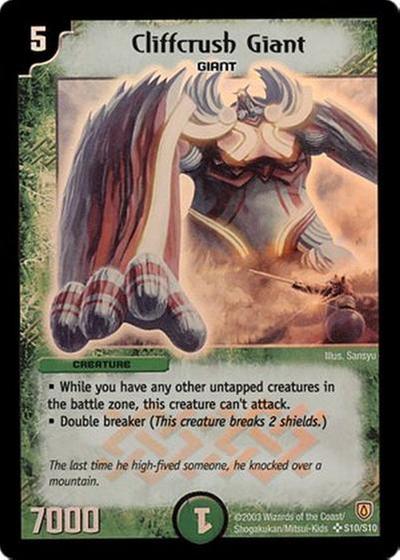 5
Cliffcrush Giant
GIANT
Illus. Sansyu
CREATURE
▪ While you have any other untapped creatures in
the battle zone, this creature can't attack.
▪ Double breaker (This creature breaks 2 shields.)
The last time he high-fived someone, he knocked over a
mountain.
7000
1
©2003 Wizards of the Coast/
Shogakukan/Mitsui-Kids S10/S10